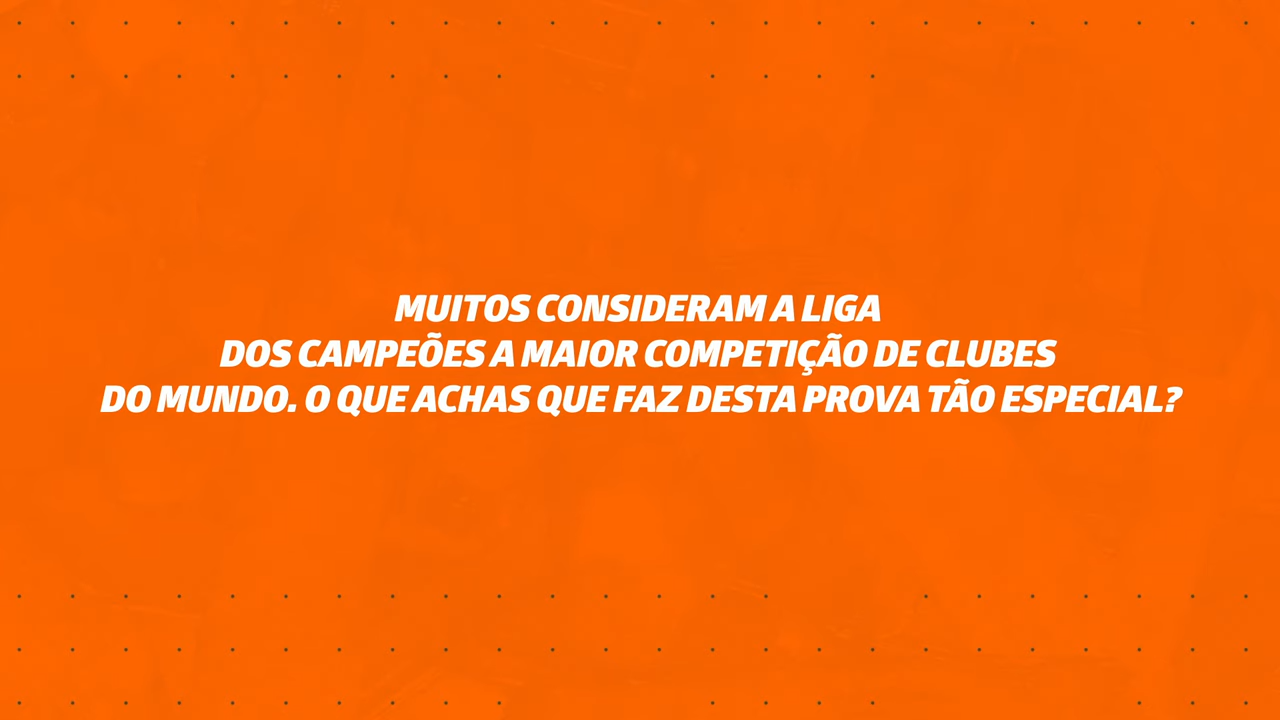 MUITOS CONSIDERAM A LIGA
DOS CAMPEÕES A MAIOR COMPETIÇÃO DE CLUBES
DO MUNDO. O QUE ACHAS QUE FAZ DESTA PROVA TÃO ESPECIAL?